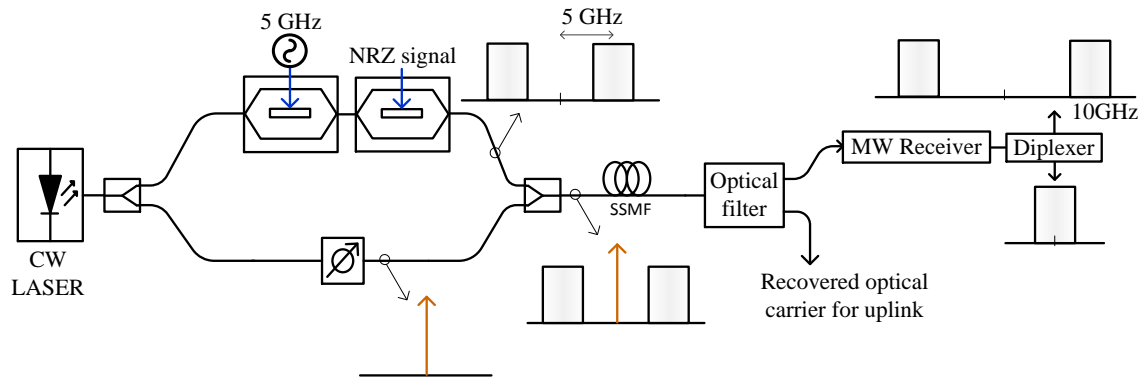 5 GHz
NRZ signal
5 GHz
10GHz
MW Receiver
Diplexer
Optical
filter
SSMF
CW
LASER
Recovered optical
carrier for uplink